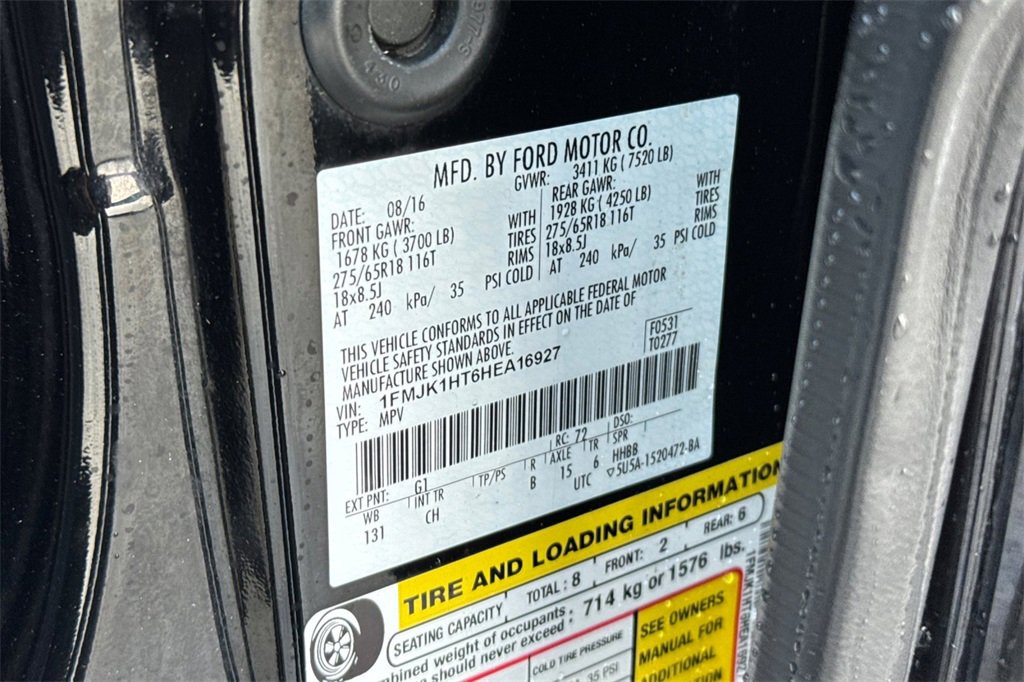 430
MFD. BY FORD MOTOR CO.
DATE: 08/16 GVWR: 3411 KG ( 7520 LB)
FRONT GAWR: REAR GAWR:
1678 KG ( 3700 LB) WITH 1928 KG ( 4250 LB) WITH
275/65R18 116T TIRES 275/65R18 116T TIRES
18x8.5J RIMS 18x8.5J RIMS
AT 240 kPa/ 35 PSI COLD AT 240 kPa/ 35 PSI COLD
THIS VEHICLE CONFORMS TO ALL APPLICABLE FEDERAL MOTOR
VEHICLE SAFETY STANDARDS IN EFFECT ON THE DATE OF
MANUFACTURE SHOWN ABOVE.
F0531
T0277
VIN: 1FMJK1HT6HEA16927
TYPE: MPV
EXT PNT: G1 RC: 72 DSO:
WB INT TR TP/PS R AXLE TR SPR
131 CH B 15 6 HHBB
UTC ▽5U5A-1520472-BA
TIRE AND LOADING INFORMATION
SEATING CAPACITY TOTAL: 8 FRONT: 2 REAR: 6
mbined weight of occupants
should never exceed : 714 kg or 1576 lbs.
COLD TIRE PRESSURE
35 PSI
SEE OWNERS
MANUAL FOR
ADDITIONAL